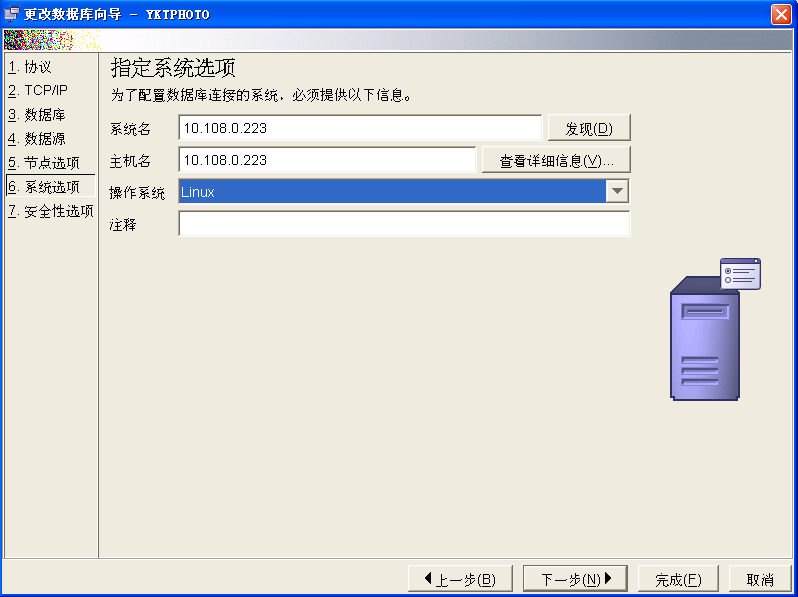 更改数据库向导 - YKTPHOTO
1. 协议
2. TCP/IP
3. 数据库
4. 数据源
5. 节点选项
6. 系统选项
7. 安全性选项
指定系统选项
为了配置数据库连接的系统，必须提供以下信息。
系统名 10.108.0.223 发现(D)
主机名 10.108.0.223 查看详细信息(V)...
操作系统 Linux
注释
上一步(B) 下一步(N) 完成(F) 取消